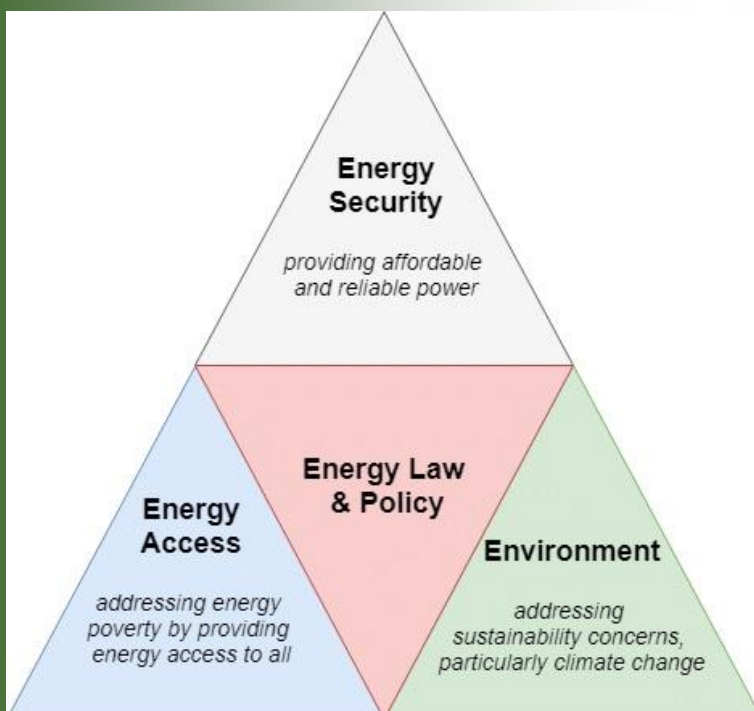 Energy
Security
providing affordable
and reliable power
Energy Law
& Policy
Energy
Access
addressing energy
poverty by providing
energy access to all
Environment
addressing
sustainability concerns,
particularly climate change